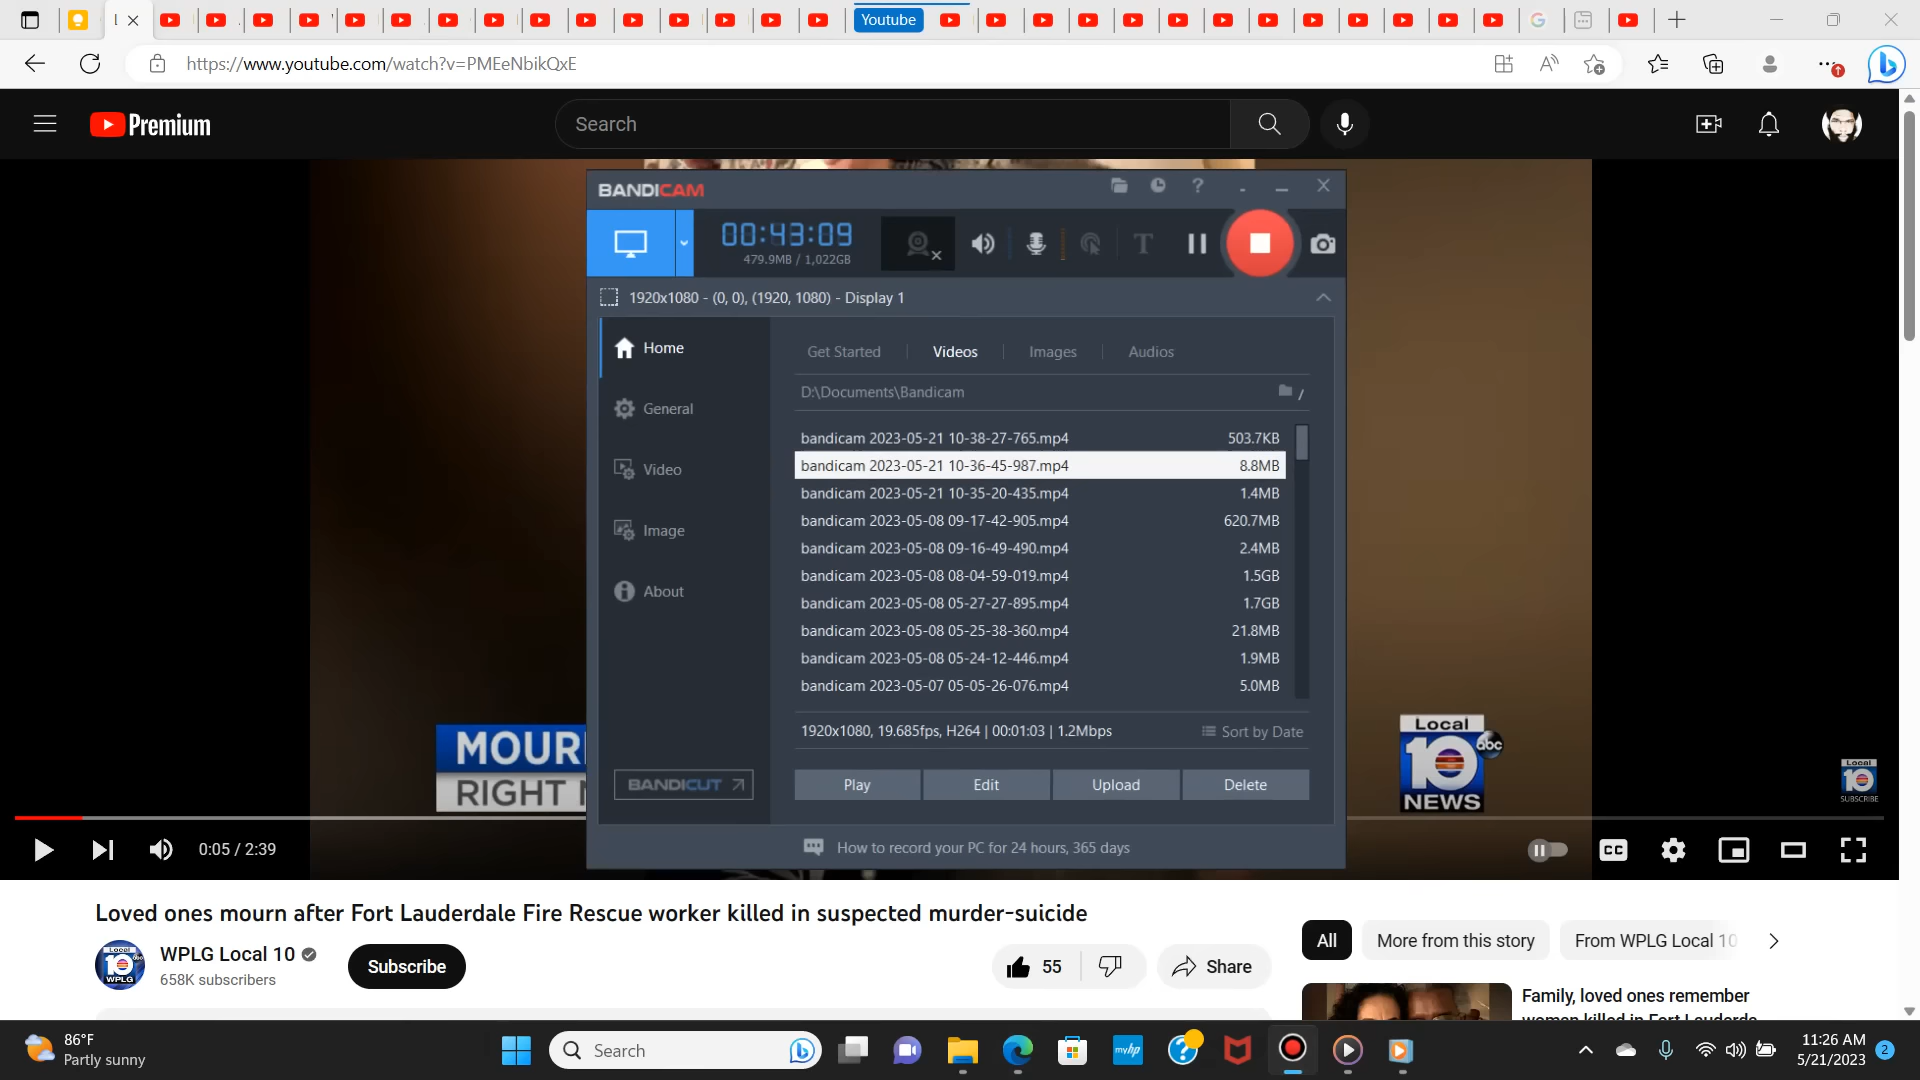 Youtube
https://www.youtube.com/watch?v=PMEeNbikQxE
Premium
Search
BANDICAM
00:43:09
479.9MB / 1,022GB
1920x1080 - (0, 0), (1920, 1080) - Display 1
Home
General
Video
Image
About
BANDICUT
Get Started
Videos
Images
Audios
D:\Documents\Bandicam
bandicam 2023-05-21 10-38-27-765.mp4 503.7KB
bandicam 2023-05-21 10-36-45-987.mp4 8.8MB
bandicam 2023-05-21 10-35-20-435.mp4 1.4MB
bandicam 2023-05-08 09-17-42-905.mp4 620.7MB
bandicam 2023-05-08 09-16-49-490.mp4 2.4MB
bandicam 2023-05-08 08-04-59-019.mp4 1.5GB
bandicam 2023-05-08 05-27-27-895.mp4 1.7GB
bandicam 2023-05-08 05-25-38-360.mp4 21.8MB
bandicam 2023-05-08 05-24-12-446.mp4 1.9MB
bandicam 2023-05-07 05-05-26-076.mp4 5.0MB
1920x1080, 19.685fps, H264 | 00:01:03 | 1.2Mbps
Sort by Date
Play
Edit
Upload
Delete
How to record your PC for 24 hours, 365 days
MOUR
RIGHT
Local
10
abc
NEWS
Local
10
SUBSCRIBE
0:05 / 2:39
CC
Loved ones mourn after Fort Lauderdale Fire Rescue worker killed in suspected murder-suicide
WPLG Local 10
658K subscribers
Subscribe
55
Share
All
More from this story
From WPLG Local 10
Family, loved ones remember
86°F
Partly sunny
Search
myhp
11:26 AM
5/21/2023
2